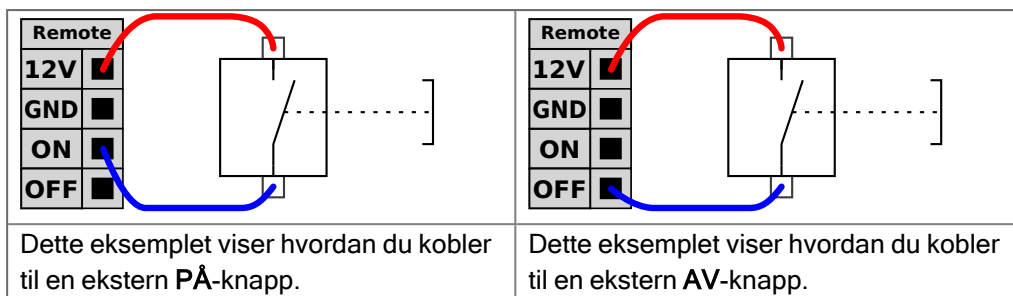 Remote
12V
GND
ON
OFF
Dette eksemplet viser hvordan du kobler
til en ekstern PÅ-knapp.
Remote
12V
GND
ON
OFF
Dette eksemplet viser hvordan du kobler
til en ekstern AV-knapp.